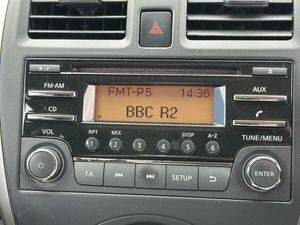 FM-AM
CD
VOL
FMT-P5 14:36
BBC R2
AUX
TUNE/MENU
RPT MIX DISP A-Z
1 2 3 4 5 6
TA SETUP
ENTER